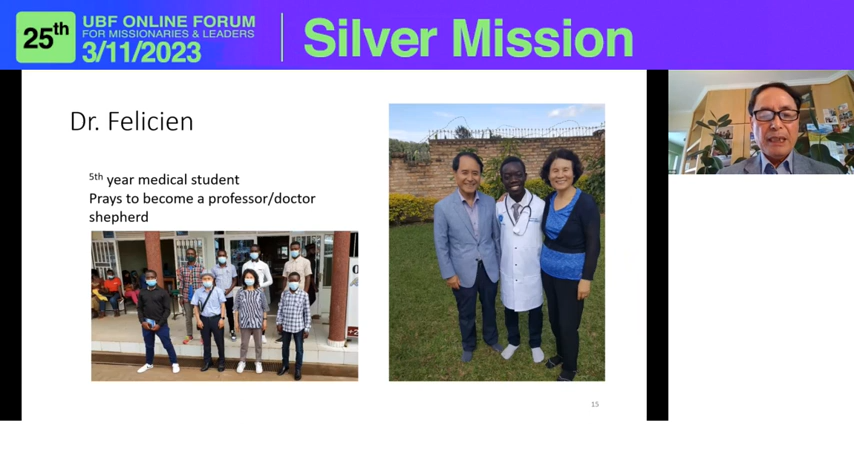 25th
UBF ONLINE FORUM
FOR MISSIONARIES & LEADERS
3/11/2023
Silver Mission
Dr. Felicien
5th year medical student
Prays to become a professor/doctor
shepherd
15